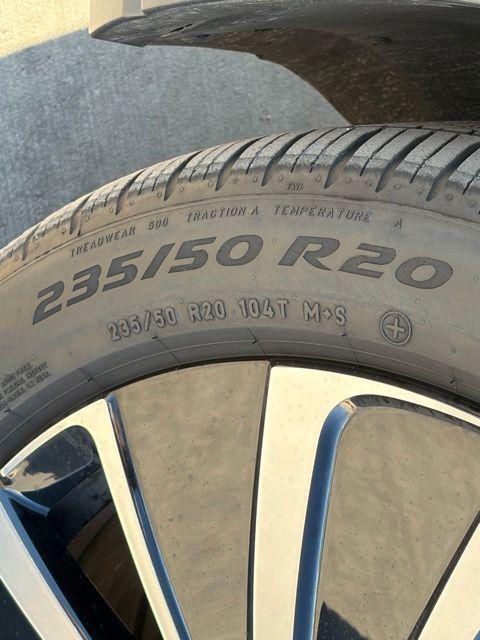 TWI
TREADWEAR 500 TRACTION A TEMPERATURE A
235/50 R20
235/50 R20 104T M+S